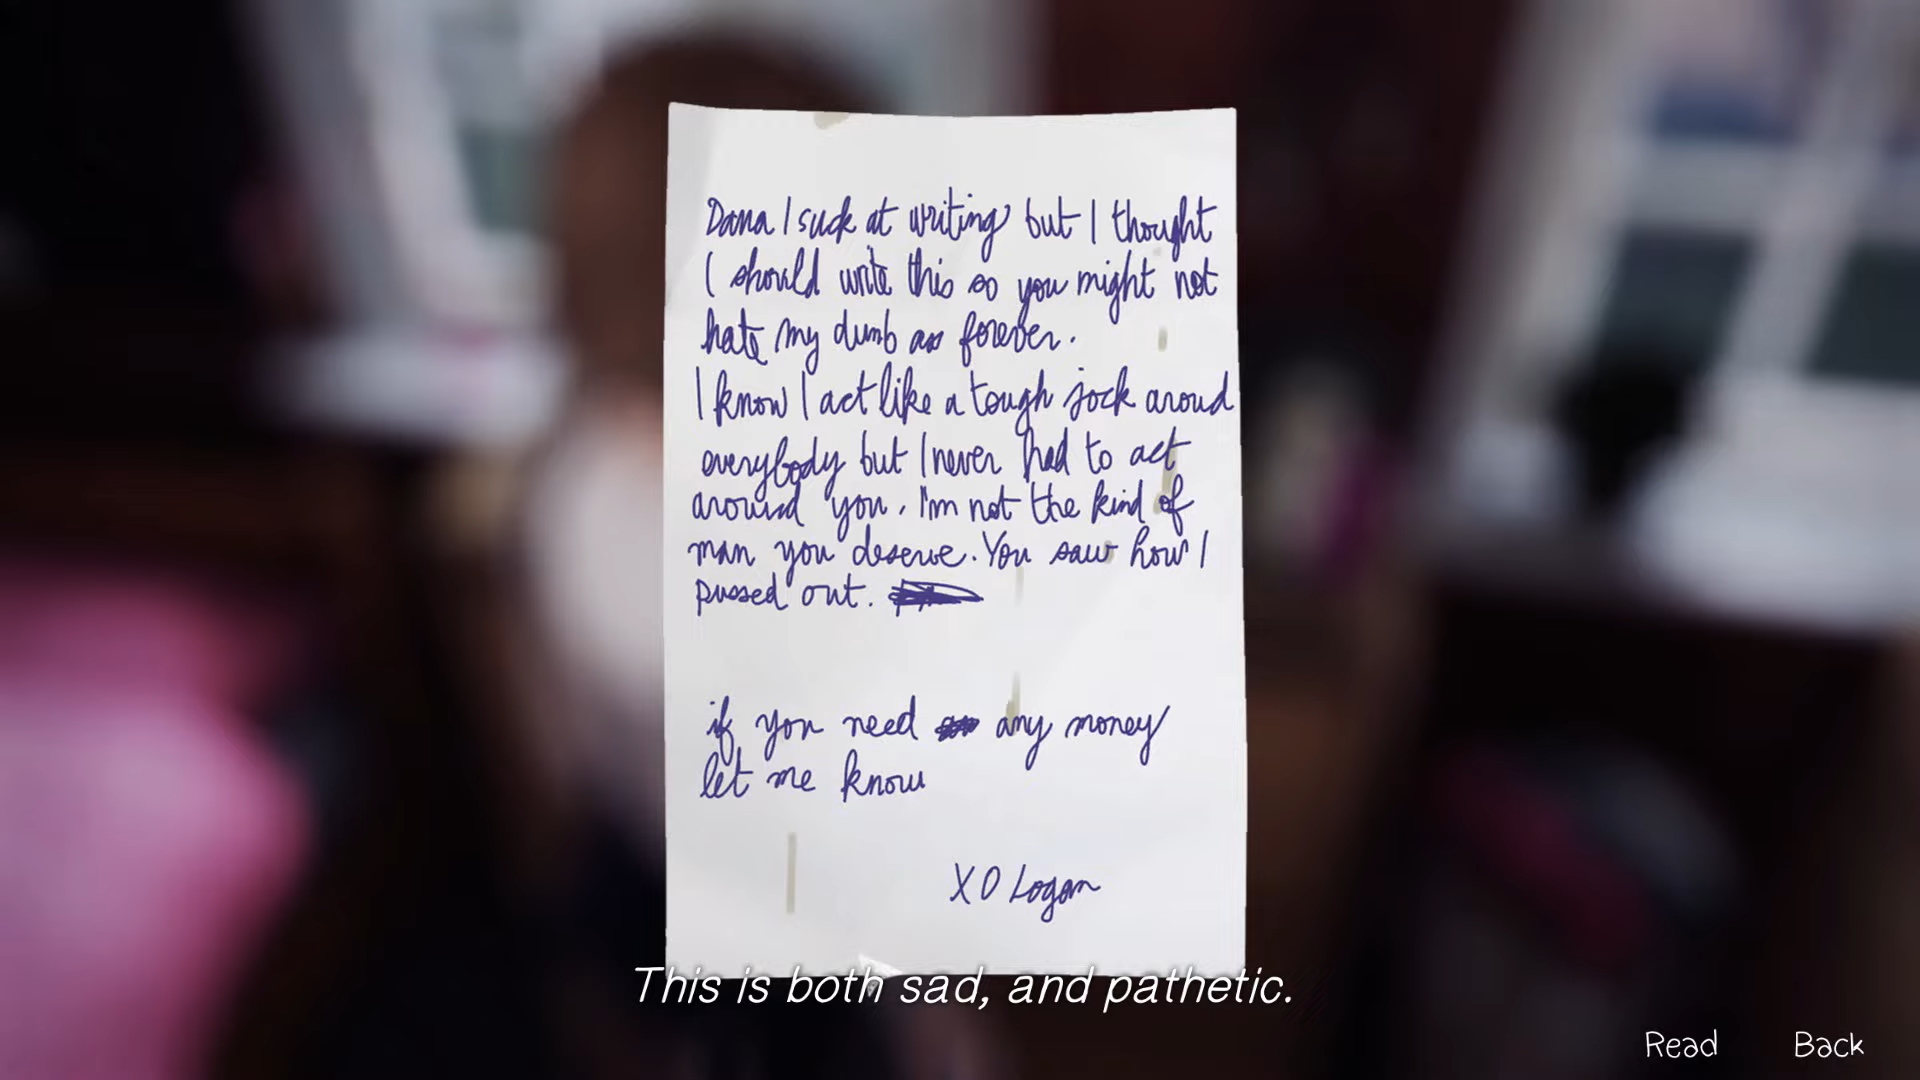 Dana I suck at writing but I thought
I should write this so you might not
hate my dumb ass forever.
I know I act like a tough jock aroud
everybody but I never had to act
around you. I'm not the kind of
man you deserve. You saw how I
pussed out.
if you need any money
let me know
XO Logan
This is both sad, and pathetic.
Read Back